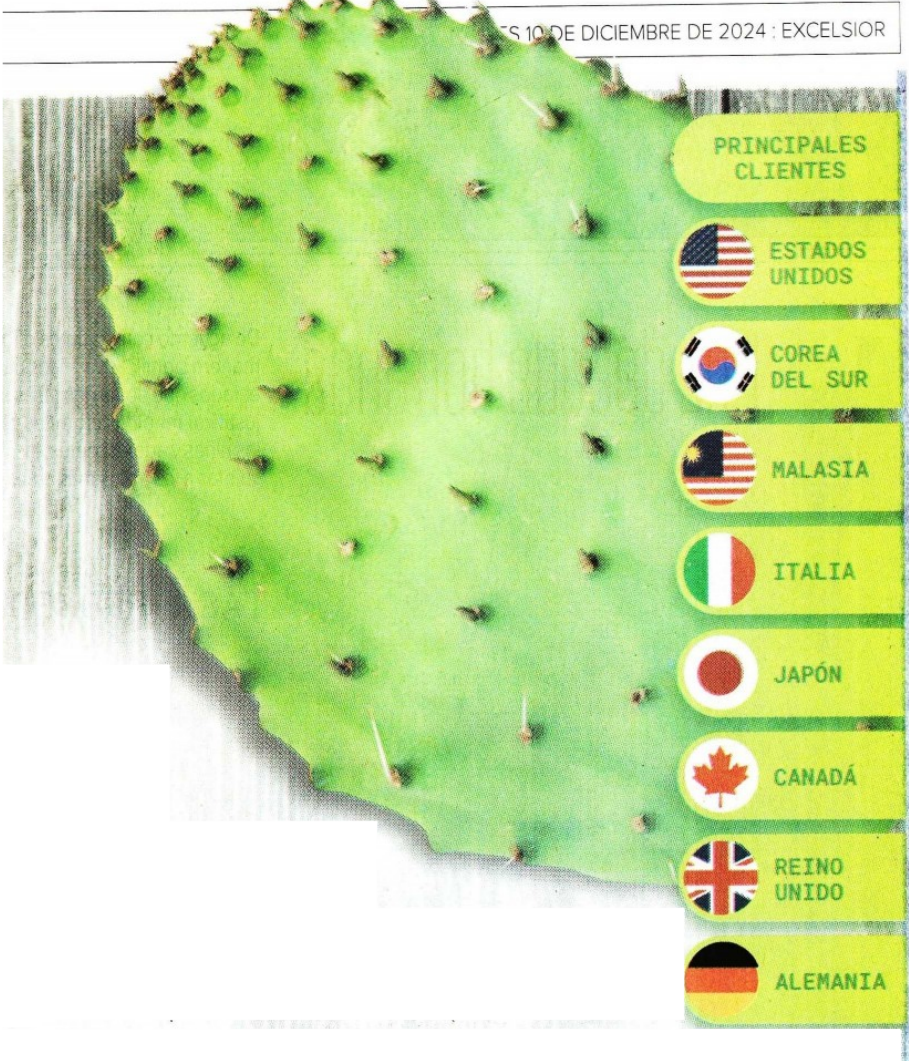 10 DE DICIEMBRE DE 2024 : EXCELSIOR
PRINCIPALES
CLIENTES
ESTADOS
UNIDOS
COREA
DEL SUR
MALASIA
ITALIA
JAPÓN
CANADÁ
REINO
UNIDO
ALEMANIA